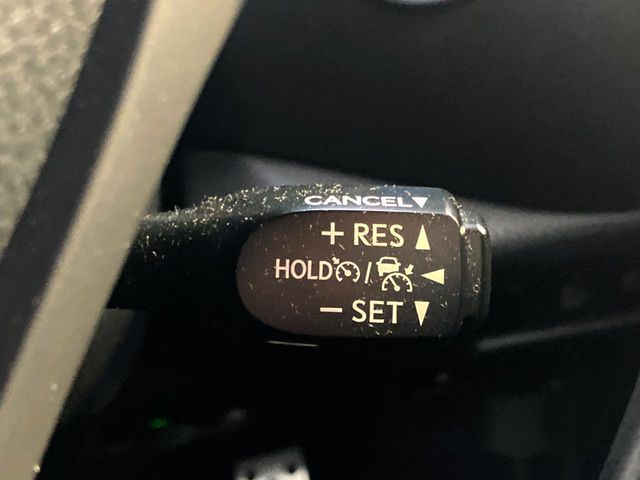 CANCEL▼
+ RES ▲
HOLD / ◀
− SET ▼